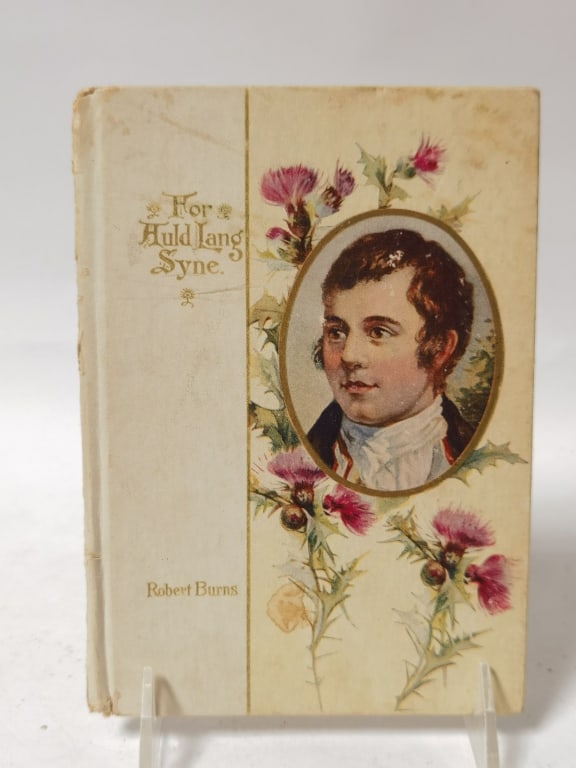 For
Auld Lang
Syne.
Robert Burns